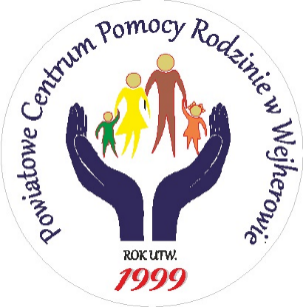 Powiatowe Centrum Pomocy Rodzinie w Wejherowie
ROK UTW.
1999